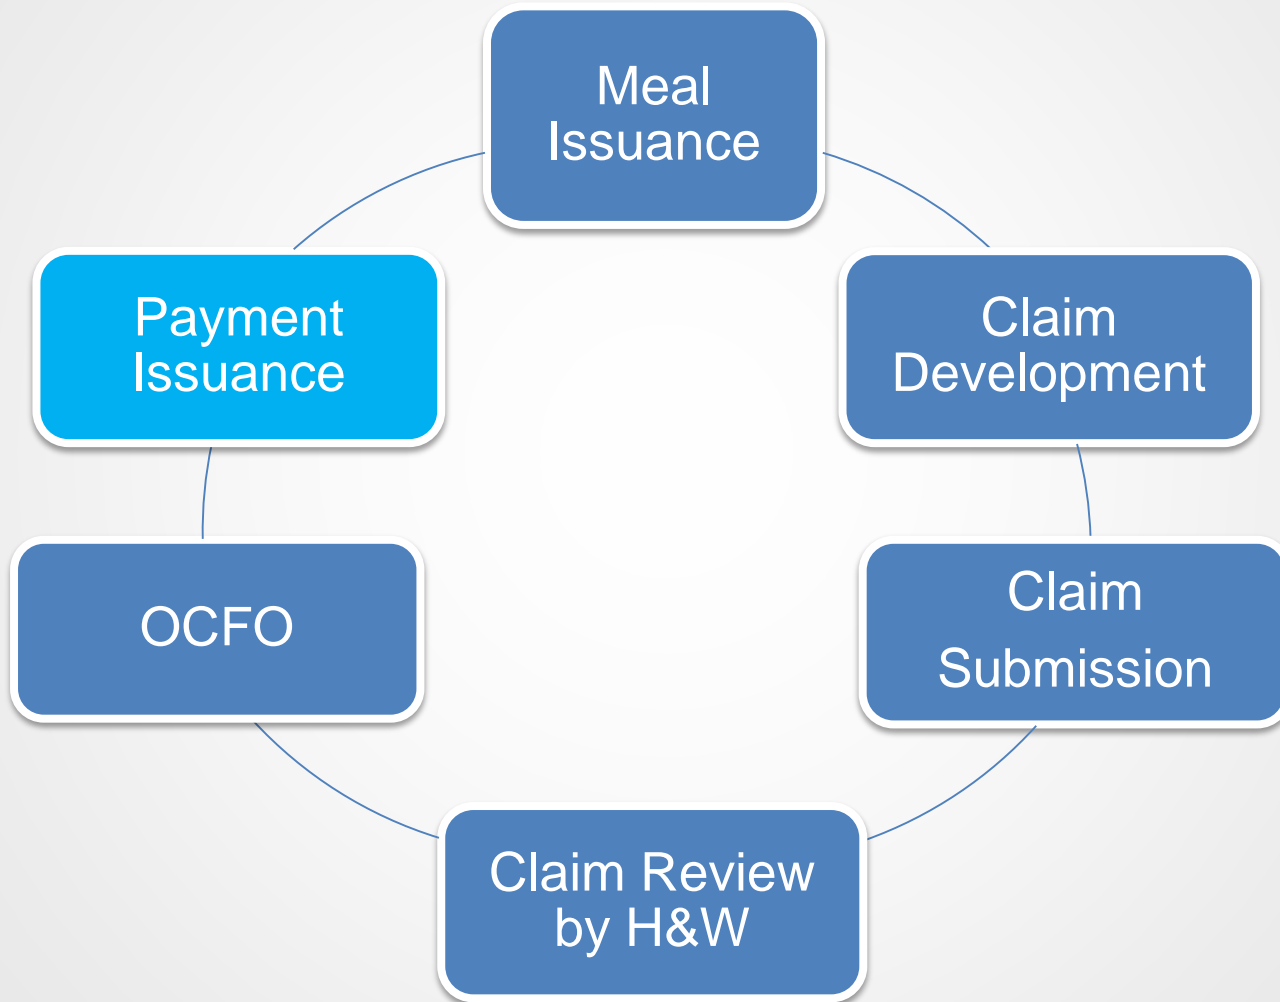 Meal
Issuance
Claim
Development
Claim
Submission
Claim Review
by H&W
OCFO
Payment
Issuance